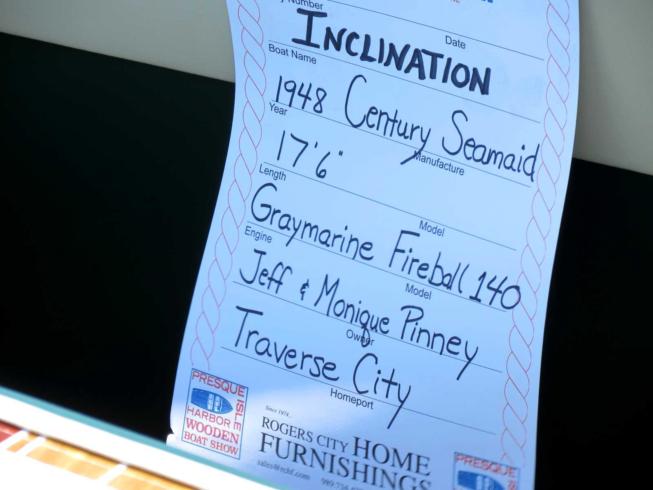 Number
Date
INCLINATION
Boat Name
1948 Century Seamaid
Year
Manufacture
17'6"
Length
Model
Graymarine Fireball 140
Engine
Model
Jeff & Monique Pinney
Owner
Traverse City
Homeport
PRESQUE ISLE
HARBOR
WOODEN
BOAT SHOW
Since 1974...
ROGERS CITY HOME
FURNISHINGS
PRESQUE